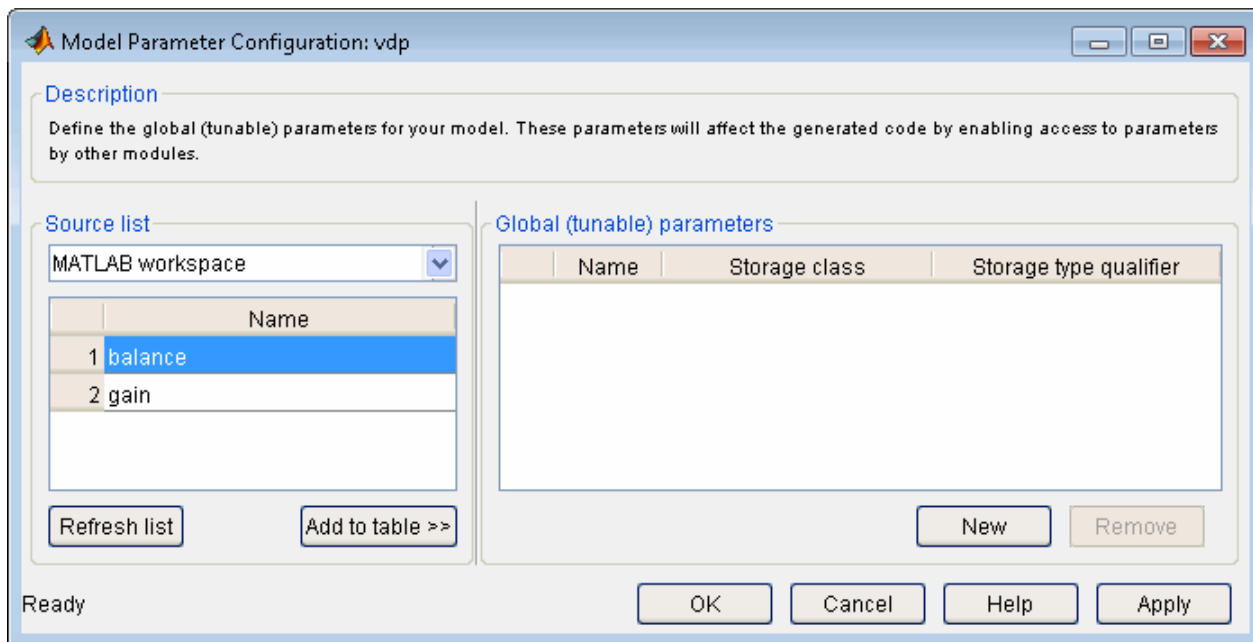 Model Parameter Configuration: vdp
Description
Define the global (tunable) parameters for your model. These parameters will affect the generated code by enabling access to parameters
by other modules.
Source list
MATLAB workspace
Name
1 balance
2 gain
Refresh list Add to table >>
Global (tunable) parameters
Name Storage class Storage type qualifier
New Remove
Ready OK Cancel Help Apply